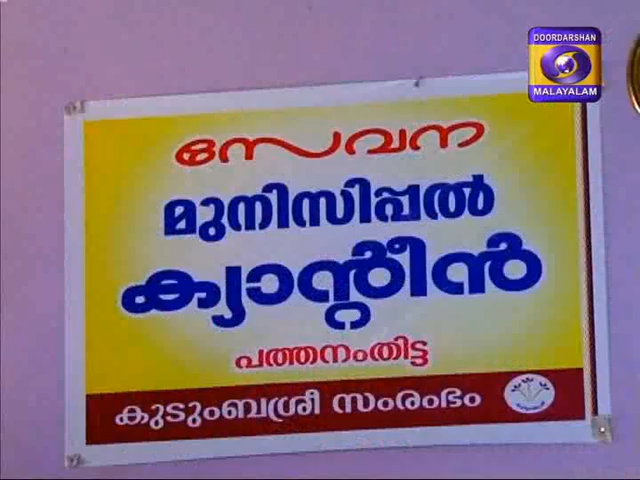 DOORDARSHAN
MALAYALAM
സേവന
മുനിസിപ്പൽ
ക്യാന്റീൻ
പത്തനംതിട്ട
കുടുംബശ്രീ സംരംഭം